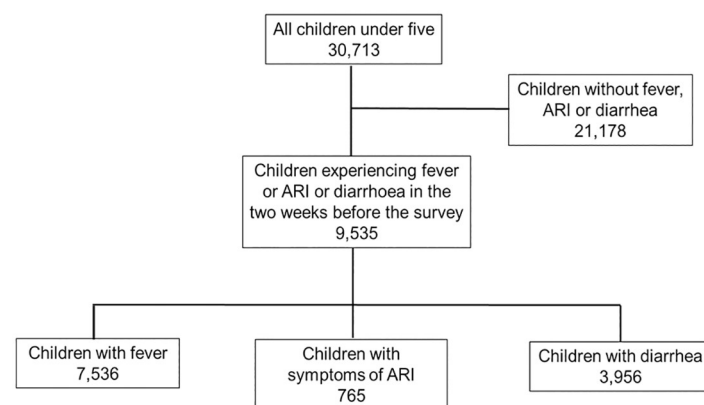 All children under five
30,713
Children without fever,
ARI or diarrhea
21,178
Children experiencing fever
or ARI or diarrhoea in the
two weeks before the survey
9,535
Children with fever
7,536
Children with
symptoms of ARI
765
Children with diarrhea
3,956